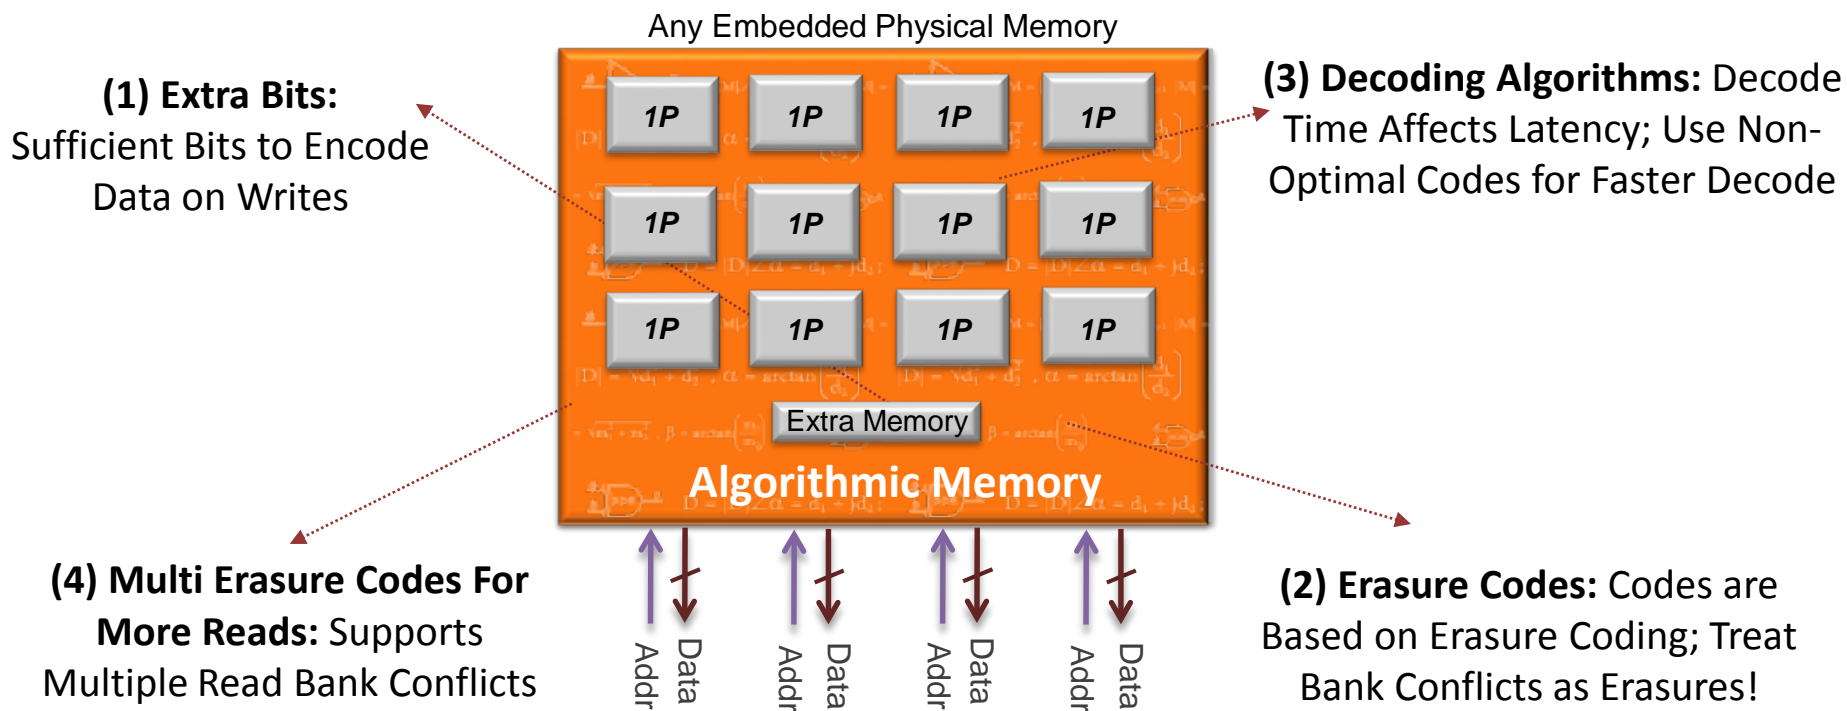 Any Embedded Physical Memory
(1) Extra Bits:
Sufficient Bits to Encode
Data on Writes
(3) Decoding Algorithms: Decode
Time Affects Latency; Use Non-
Optimal Codes for Faster Decode
1P 1P 1P 1P
1P 1P 1P 1P
1P 1P 1P 1P
Extra Memory
Algorithmic Memory
(4) Multi Erasure Codes For
More Reads: Supports
Multiple Read Bank Conflicts
Addr Data Addr Data Addr Data Addr Data
(2) Erasure Codes: Codes are
Based on Erasure Coding; Treat
Bank Conflicts as Erasures!